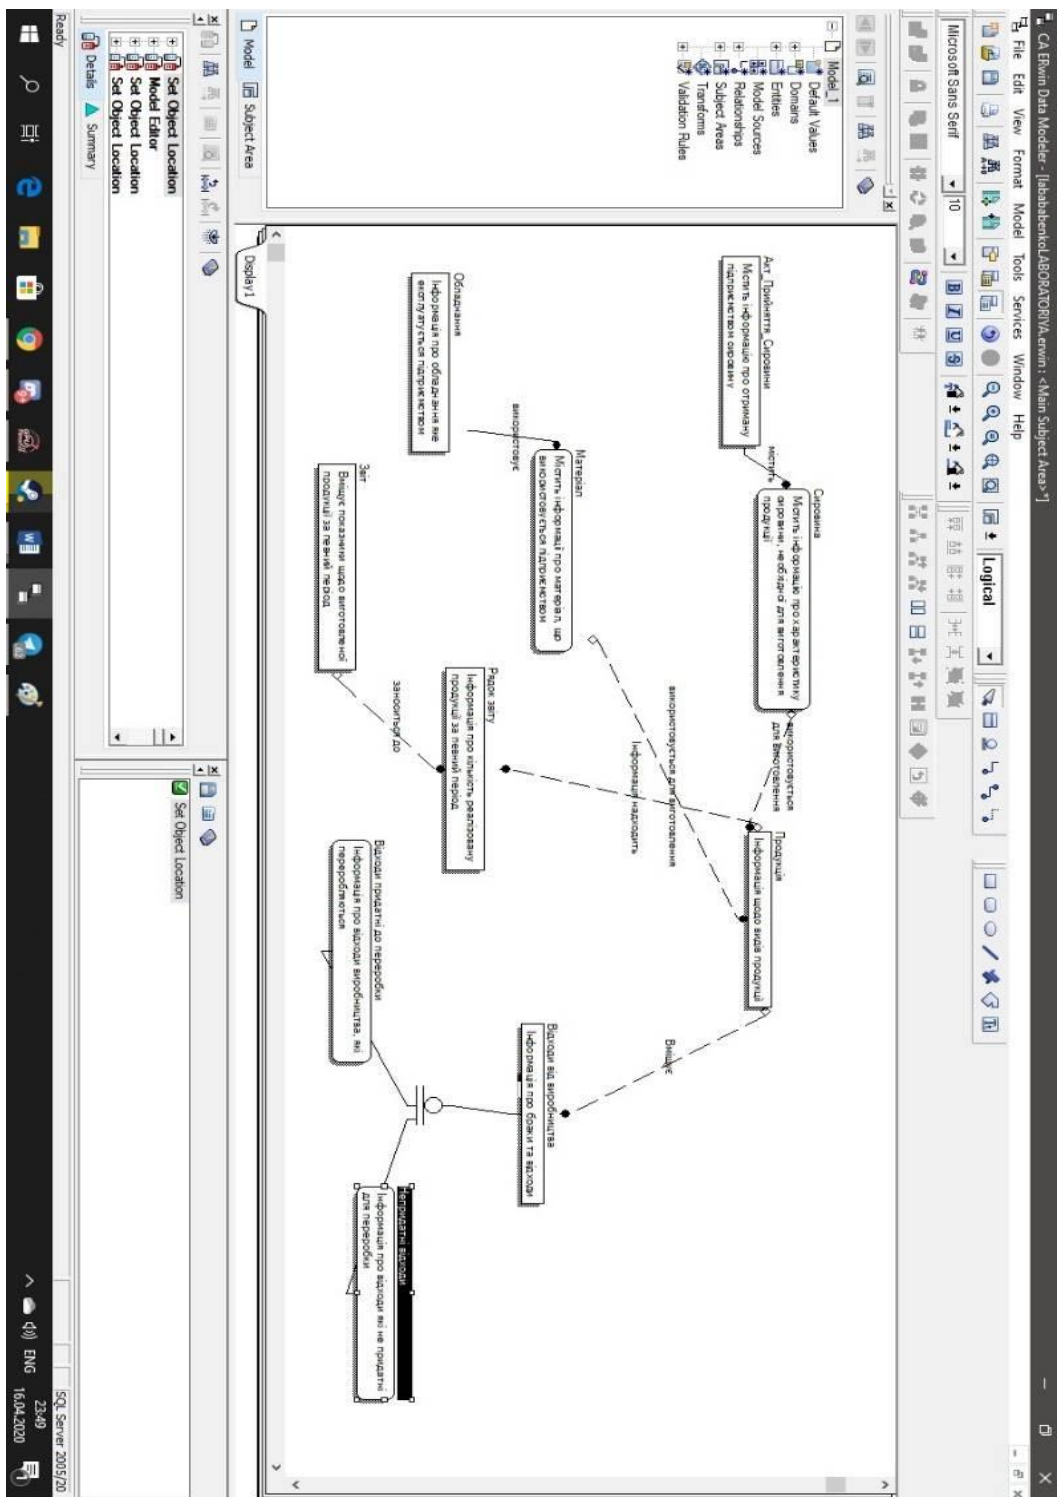 CA ERwin Data Modeler - [labababenkoLABORATORIYA.erwin : <Main Subject Area> *]
File Edit View Format Model Tools Services Window Help
Logical
Microsoft Sans Serif 10 B I U S
Model_1
Default Values
Domains
Entities
Model Sources
Relationships
Subject Areas
Transforms
Validation Rules
Model Subject Area
Акт_Прийняття_Сировини
Містить інформацію про отриману
підприємством сировину
містить
Сировина
Містить інформацію про характеристику
сировини, необхідної для виготовлення
продукції
використовується
для виготовлення
Продукція
Інформація щодо видів продукції
Вміщує
Обладнання
Інформація про обладнання яке
експлуатується підприємством
використовує
Матеріал
Містить інформації про матеріал, що
використовується підприємством
використовується для виготовлення
Інформація надходить
Відходи від виробництва
Інформація про браки та відходи
Звіт
Вміщує показники щодо виготовленої
продукції за певний період
заноситься до
Рядок звіту
Інформація про кількість реалізовану
продукції за певний період
Відходи придатні до переробки
Інформація про відходи виробництва, які
переробляються
Непридатні відходи
Інформація про відходи які не придатні
для переробки
Display1
Set Object Location
Model Editor
Set Object Location
Set Object Location
Details Summary
Set Object Location
Ready
SQL Server 2005/20
ENG
23:49
16.04.2020